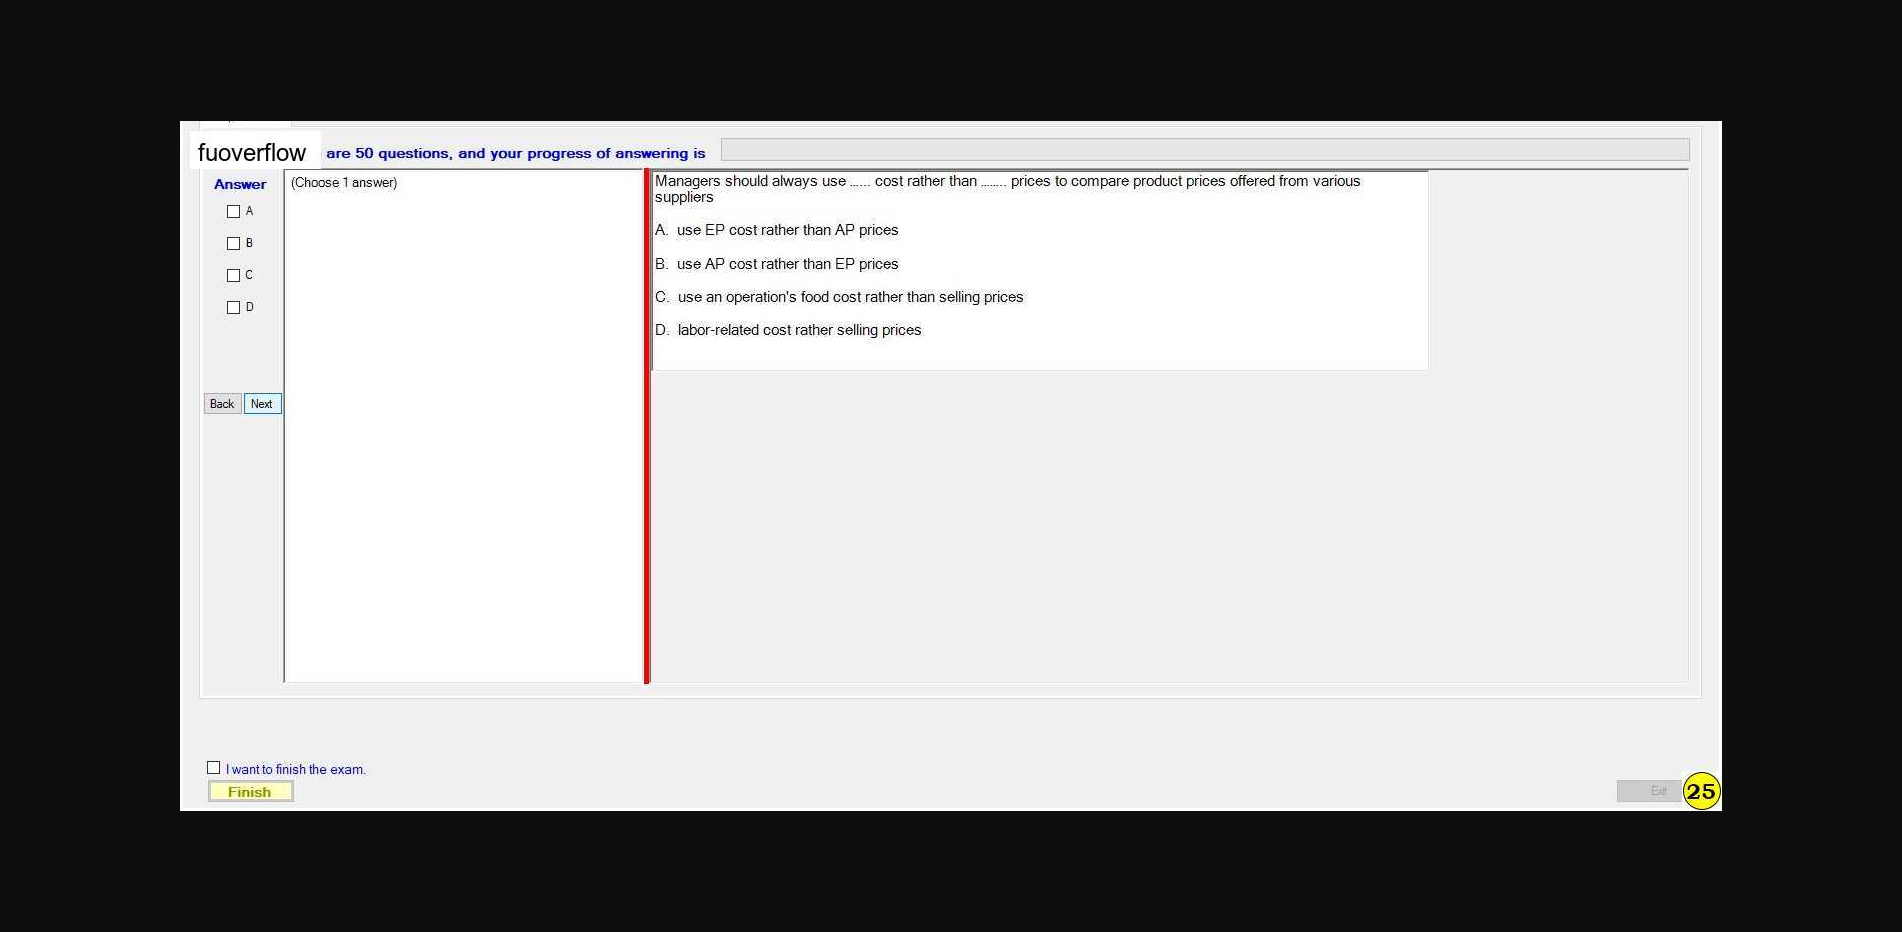 fuoverflow are 50 questions, and your progress of answering is
Answer
A
B
C
D
Back Next
(Choose 1 answer)
Managers should always use ...... cost rather than ........ prices to compare product prices offered from various
suppliers
A. use EP cost rather than AP prices
B. use AP cost rather than EP prices
C. use an operation's food cost rather than selling prices
D. labor-related cost rather selling prices
I want to finish the exam.
Finish
Exit
25